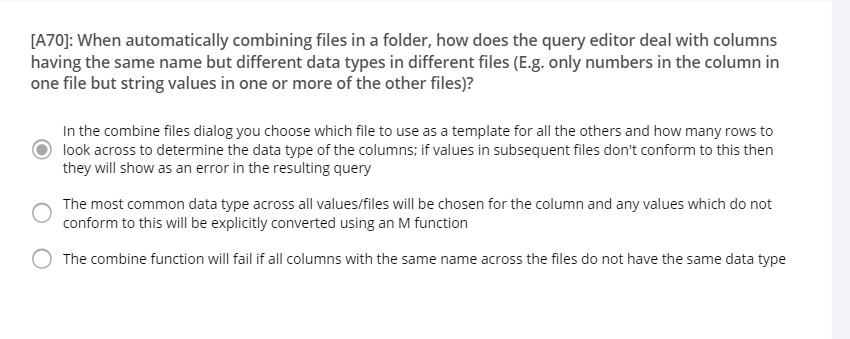 [A70]: When automatically combining files in a folder, how does the query editor deal with columns
having the same name but different data types in different files (E.g. only numbers in the column in
one file but string values in one or more of the other files)?
In the combine files dialog you choose which file to use as a template for all the others and how many rows to
look across to determine the data type of the columns; if values in subsequent files don't conform to this then
they will show as an error in the resulting query
The most common data type across all values/files will be chosen for the column and any values which do not
conform to this will be explicitly converted using an M function
The combine function will fail if all columns with the same name across the files do not have the same data type